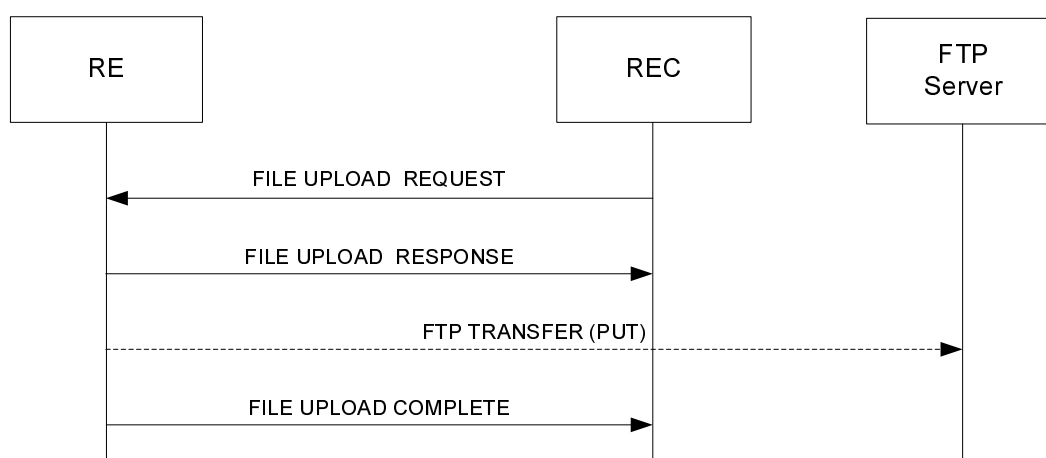 RE
REC
FTP
Server
FILE UPLOAD REQUEST
FILE UPLOAD RESPONSE
FTP TRANSFER (PUT)
FILE UPLOAD COMPLETE